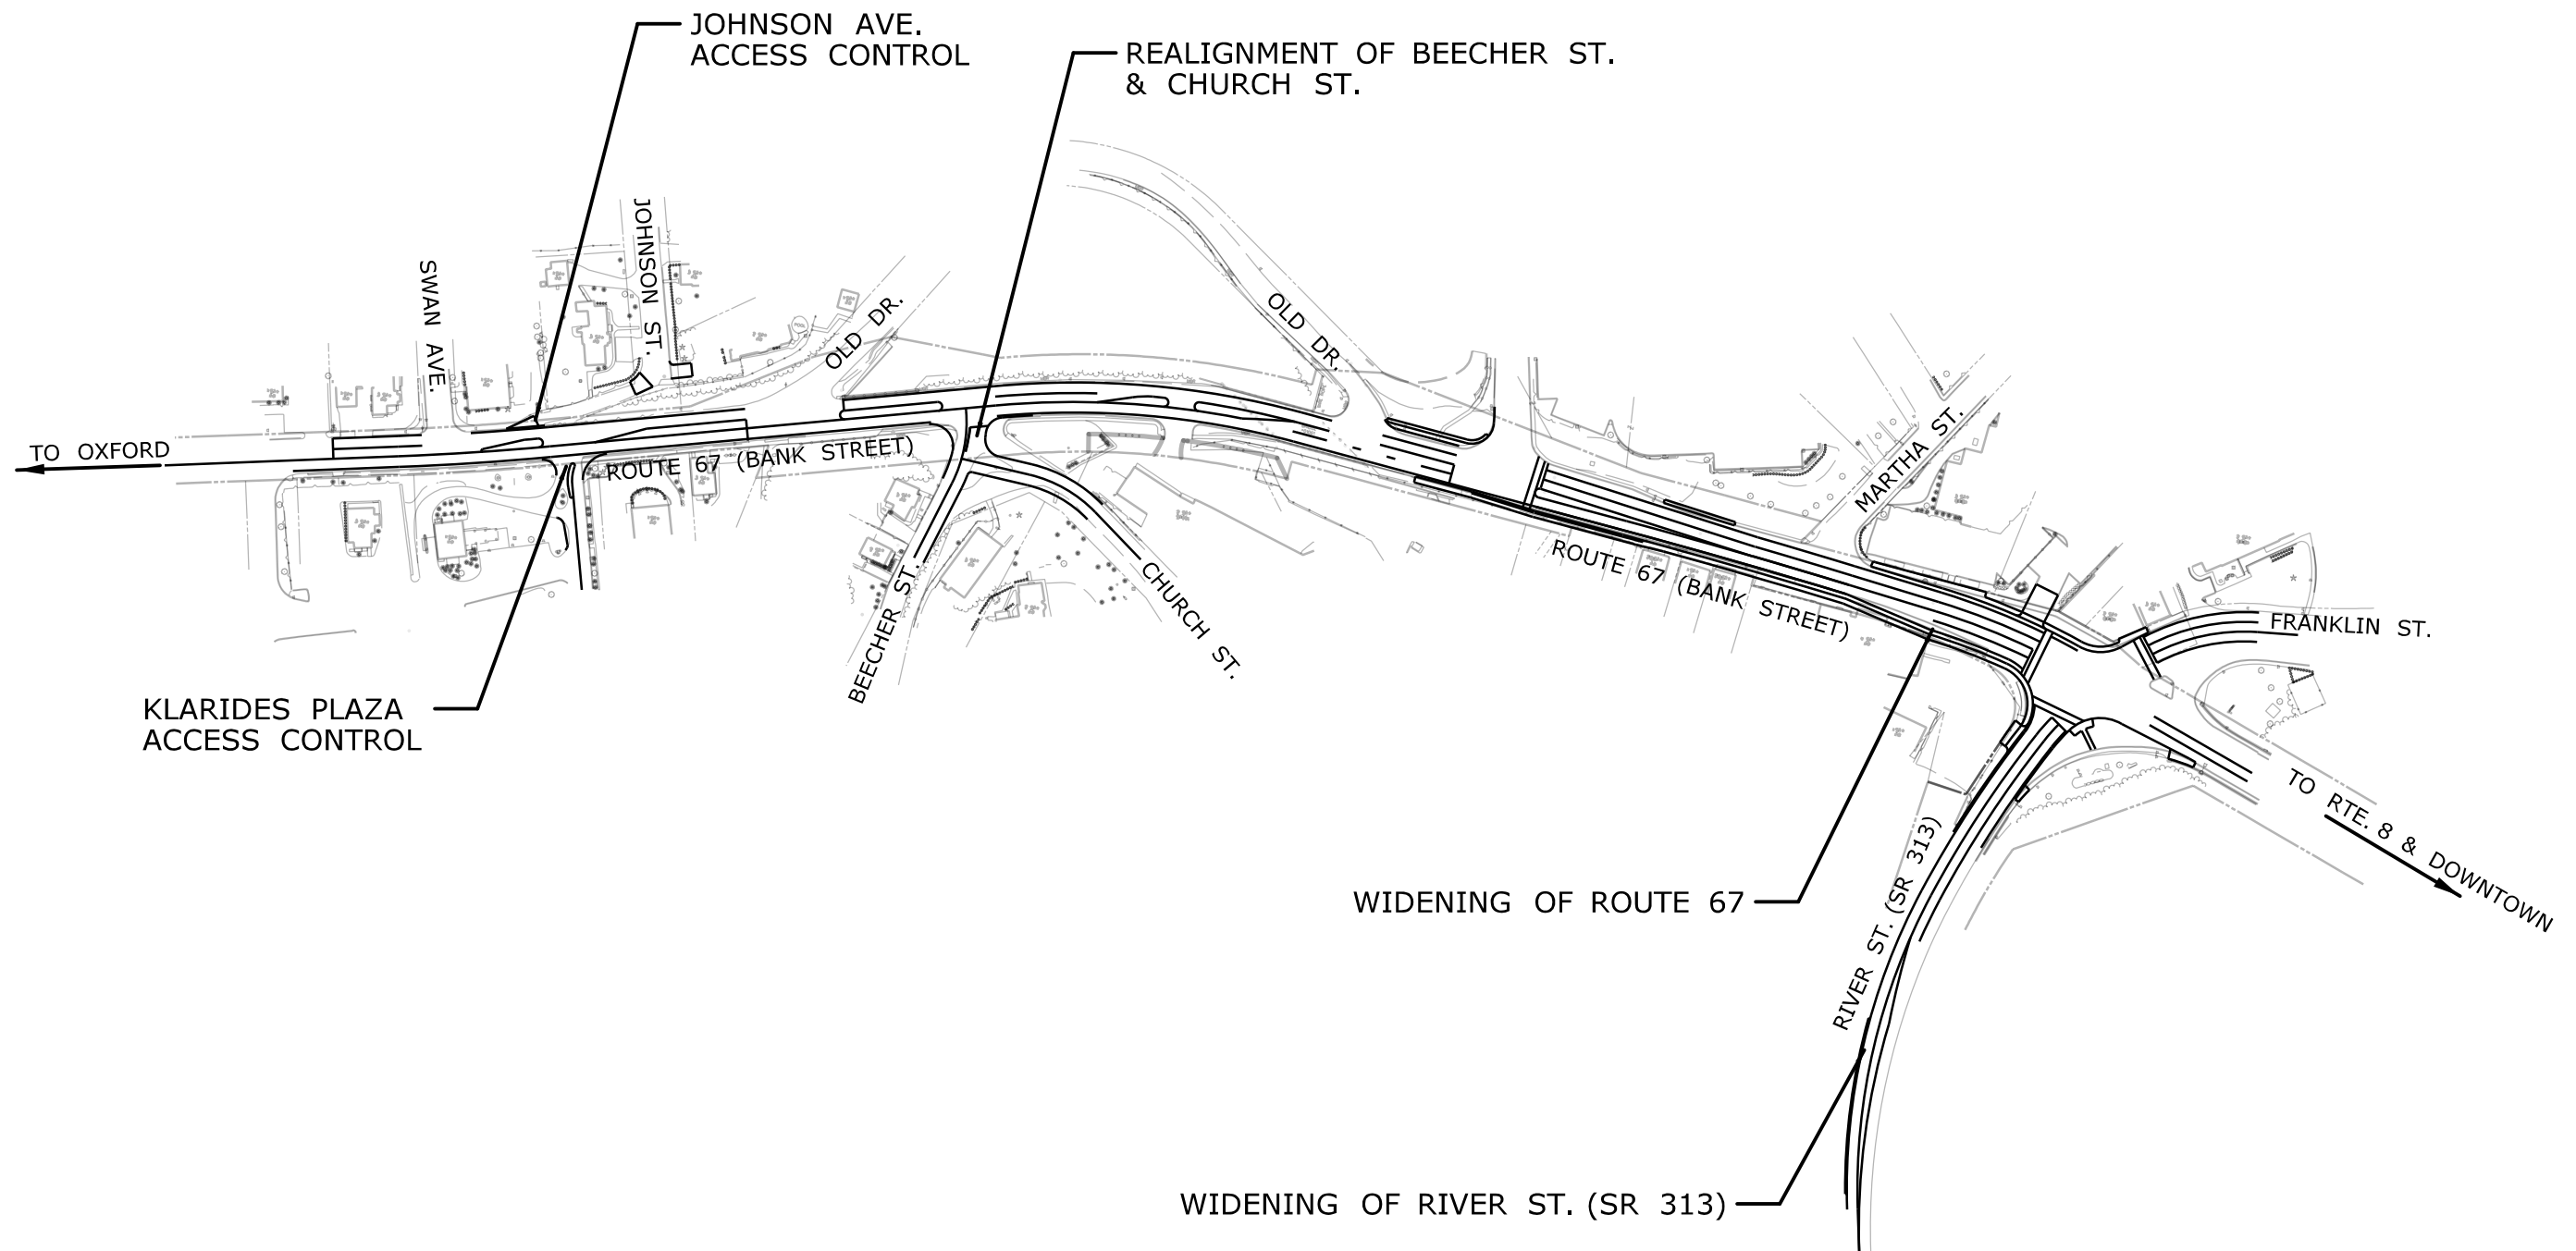 JOHNSON AVE.
ACCESS CONTROL
REALIGNMENT OF BEECHER ST.
& CHURCH ST.
JOHNSON ST.
SWAN AVE.
OLD DR.
OLD DR.
TO OXFORD
ROUTE 67 (BANK STREET)
MARTHA ST.
ROUTE 67 (BANK STREET)
BEECHER ST.
CHURCH ST.
FRANKLIN ST.
KLARIDES PLAZA
ACCESS CONTROL
TO RTE. 8 & DOWNTOWN
RIVER ST. (SR 313)
WIDENING OF ROUTE 67
WIDENING OF RIVER ST. (SR 313)